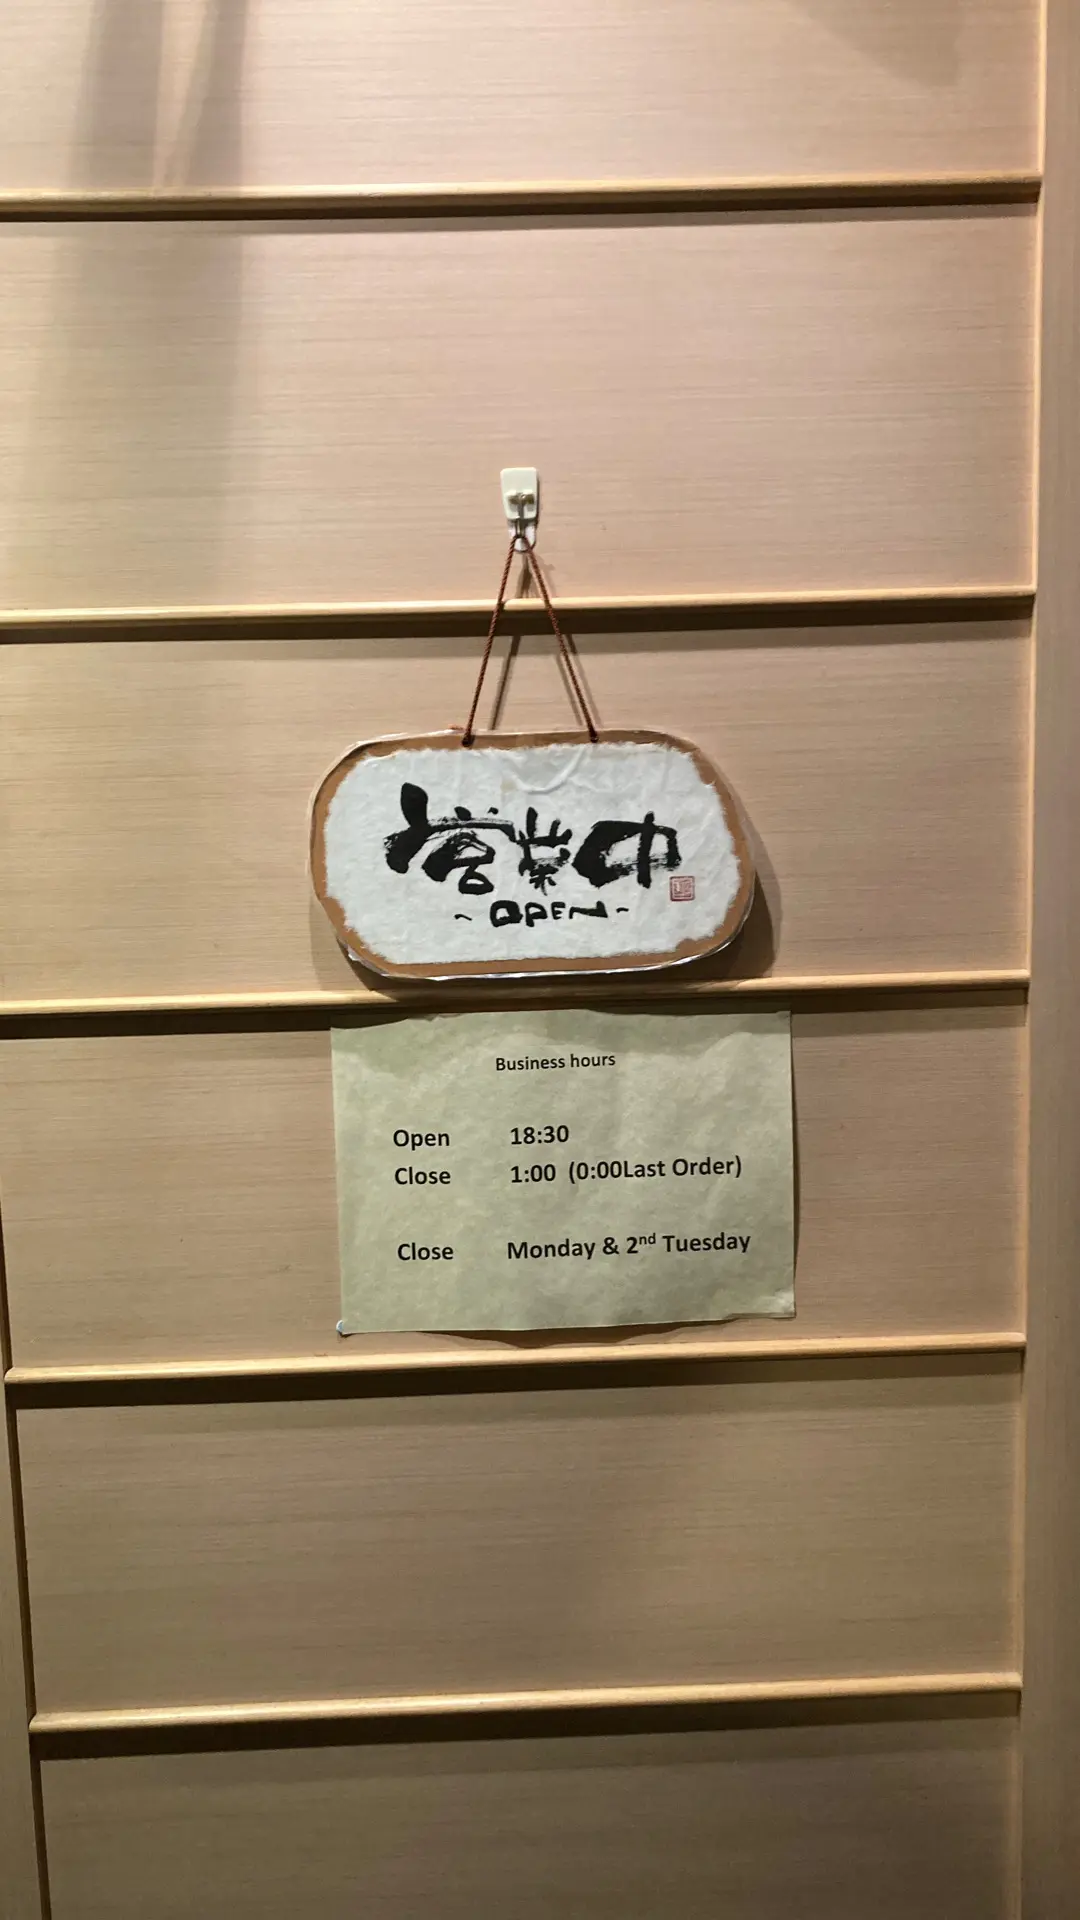 営業中
~ OPEN ~
Business hours
Open 18:30
Close 1:00 (0:00Last Order)
Close Monday & 2nd Tuesday